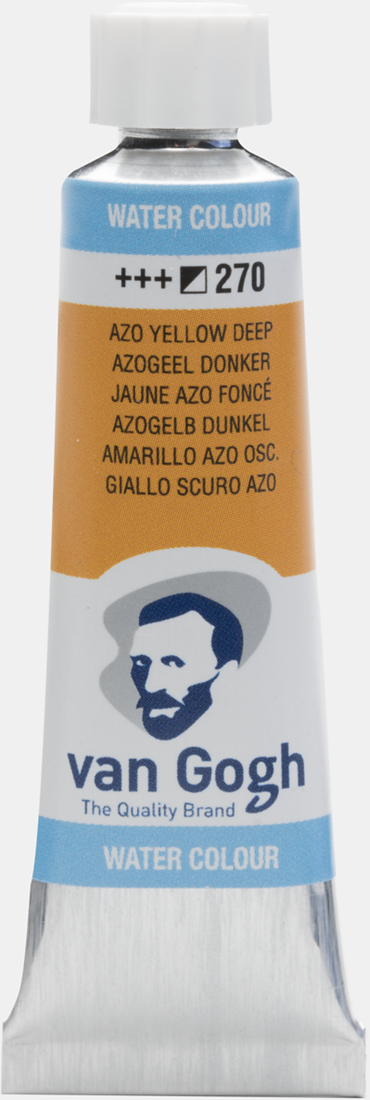 WATER COLOUR
+++ 270
AZO YELLOW DEEP
AZOGEEL DONKER
JAUNE AZO FONCÉ
AZOGELB DUNKEL
AMARILLO AZO OSC.
GIALLO SCURO AZO
van Gogh
The Quality Brand
WATER COLOUR